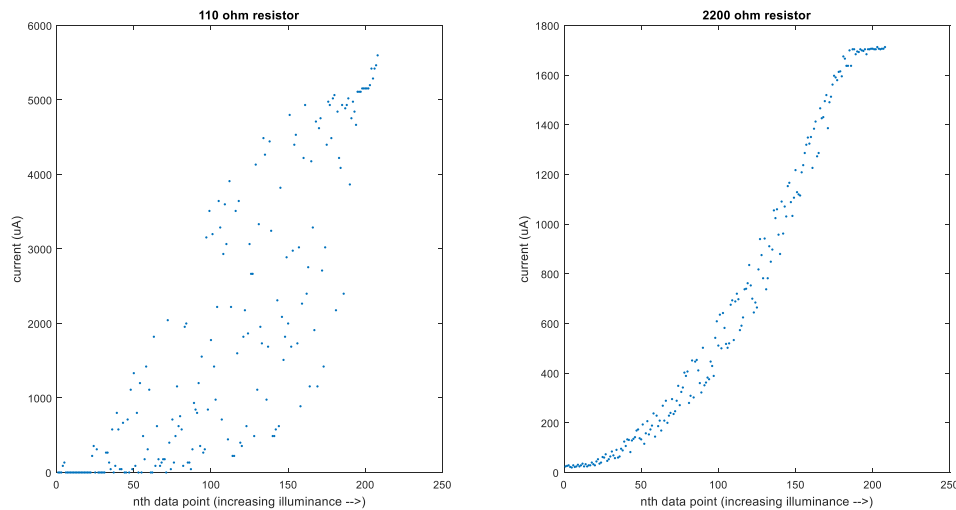 110 ohm resistor
6000
5000
4000
3000
2000
1000
0
current (uA)
0 50 100 150 200 250
nth data point (increasing illuminance -->)
2200 ohm resistor
1800
1600
1400
1200
1000
800
600
400
200
0
current (uA)
0 50 100 150 200 250
nth data point (increasing illuminance -->)